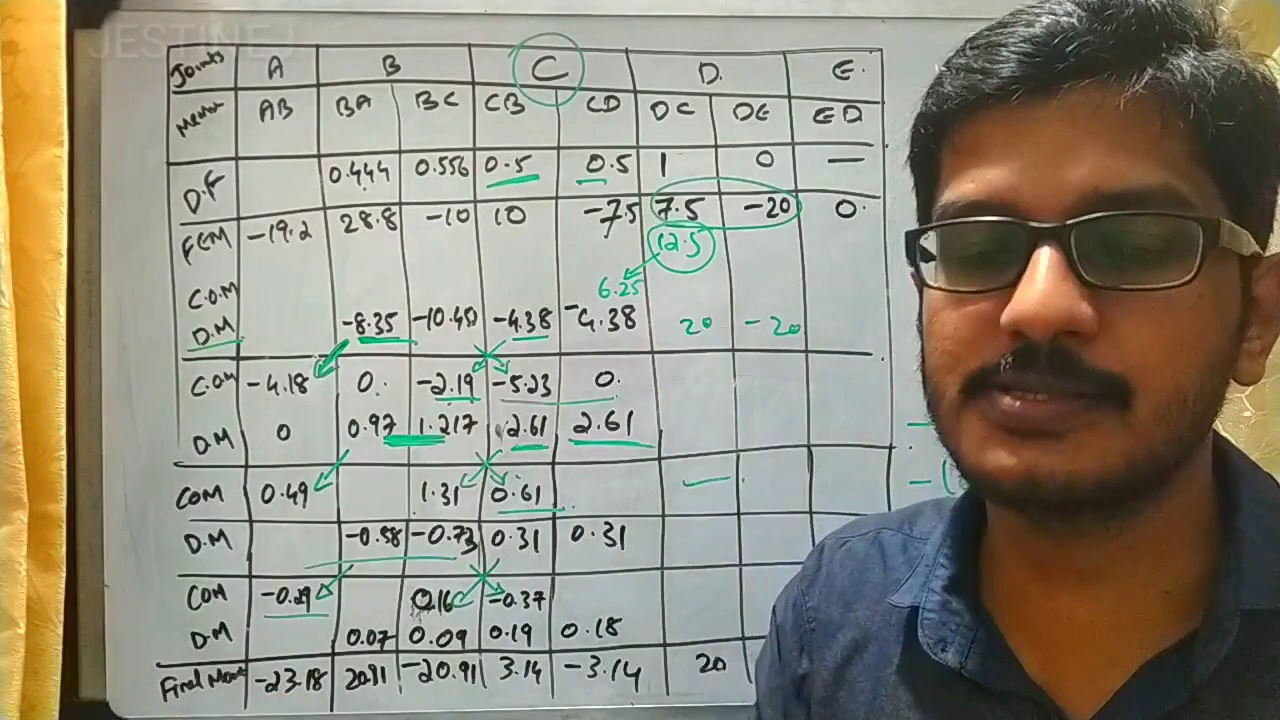 JESTINEJ
Joints A B C D. E.
Mem AB BA BC CB CD DC DE ED
D.F 0.444 0.556 0.5 0.5 1 0 —
FEM -19.2 28.8 -10 10 -7.5 7.5 -20 0.
12.5
C.O.M 6.25
D.M -8.35 -10.40 -4.38 -4.38 20 -20
C.OM -4.18 0. -2.19 -5.23 0.
D.M 0 0.97 1.217 2.61 2.61
COM 0.49 1.31 0.61 —
D.M -0.58 -0.73 0.31 0.31
COM -0.29 0.16 -0.37
D.M 0.07 0.09 0.19 0.18
Final Mom -23.18 20.91 -20.91 3.14 -3.14 20